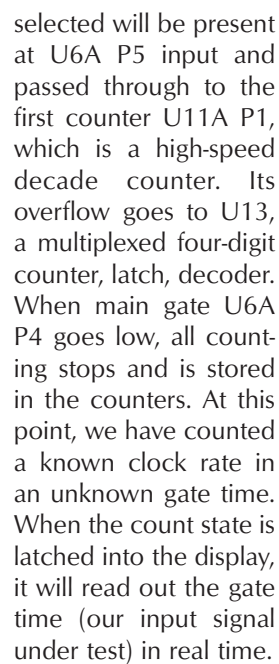 selected will be present
at U6A P5 input and
passed through to the
first counter U11A P1,
which is a high-speed
decade counter. Its
overflow goes to U13,
a multiplexed four-digit
counter, latch, decoder.
When main gate U6A
P4 goes low, all count-
ing stops and is stored
in the counters. At this
point, we have counted
a known clock rate in
an unknown gate time.
When the count state is
latched into the display,
it will read out the gate
time (our input signal
under test) in real time.